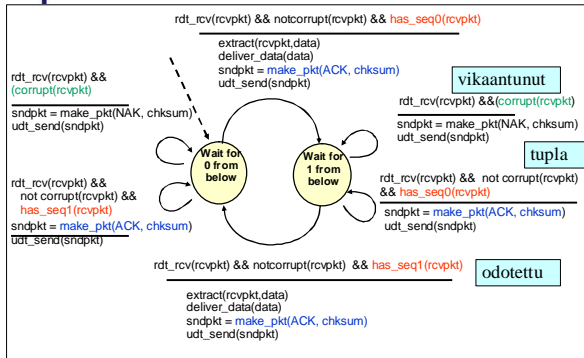 rdt_rcv(rcvpkt) && notcorrupt(rcvpkt) && has_seq0(rcvpkt)
extract(rcvpkt,data)
deliver_data(data)
sndpkt = make_pkt(ACK, chksum)
udt_send(sndpkt)
rdt_rcv(rcvpkt) &&
(corrupt(rcvpkt)
sndpkt = make_pkt(NAK, chksum)
udt_send(sndpkt)
vikaantunut
rdt_rcv(rcvpkt) &&(corrupt(rcvpkt)
sndpkt = make_pkt(NAK, chksum)
udt_send(sndpkt)
Wait for
0 from
below
Wait for
1 from
below
tupla
rdt_rcv(rcvpkt) &&
not corrupt(rcvpkt) &&
has_seq1(rcvpkt)
sndpkt = make_pkt(ACK, chksum)
udt_send(sndpkt)
rdt_rcv(rcvpkt) && not corrupt(rcvpkt)
&& has_seq0(rcvpkt)
sndpkt = make_pkt(ACK, chksum)
udt_send(sndpkt)
rdt_rcv(rcvpkt) && notcorrupt(rcvpkt) && has_seq1(rcvpkt)
odotettu
extract(rcvpkt,data)
deliver_data(data)
sndpkt = make_pkt(ACK, chksum)
udt_send(sndpkt)